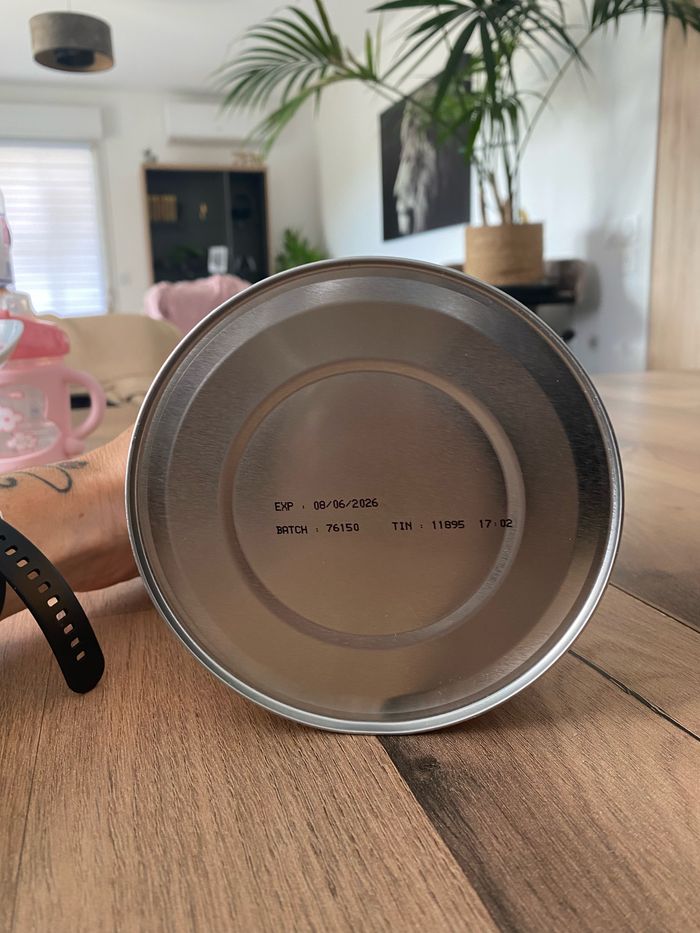 EXP : 08/06/2026
BATCH : 76150 TIN : 11895 17:02